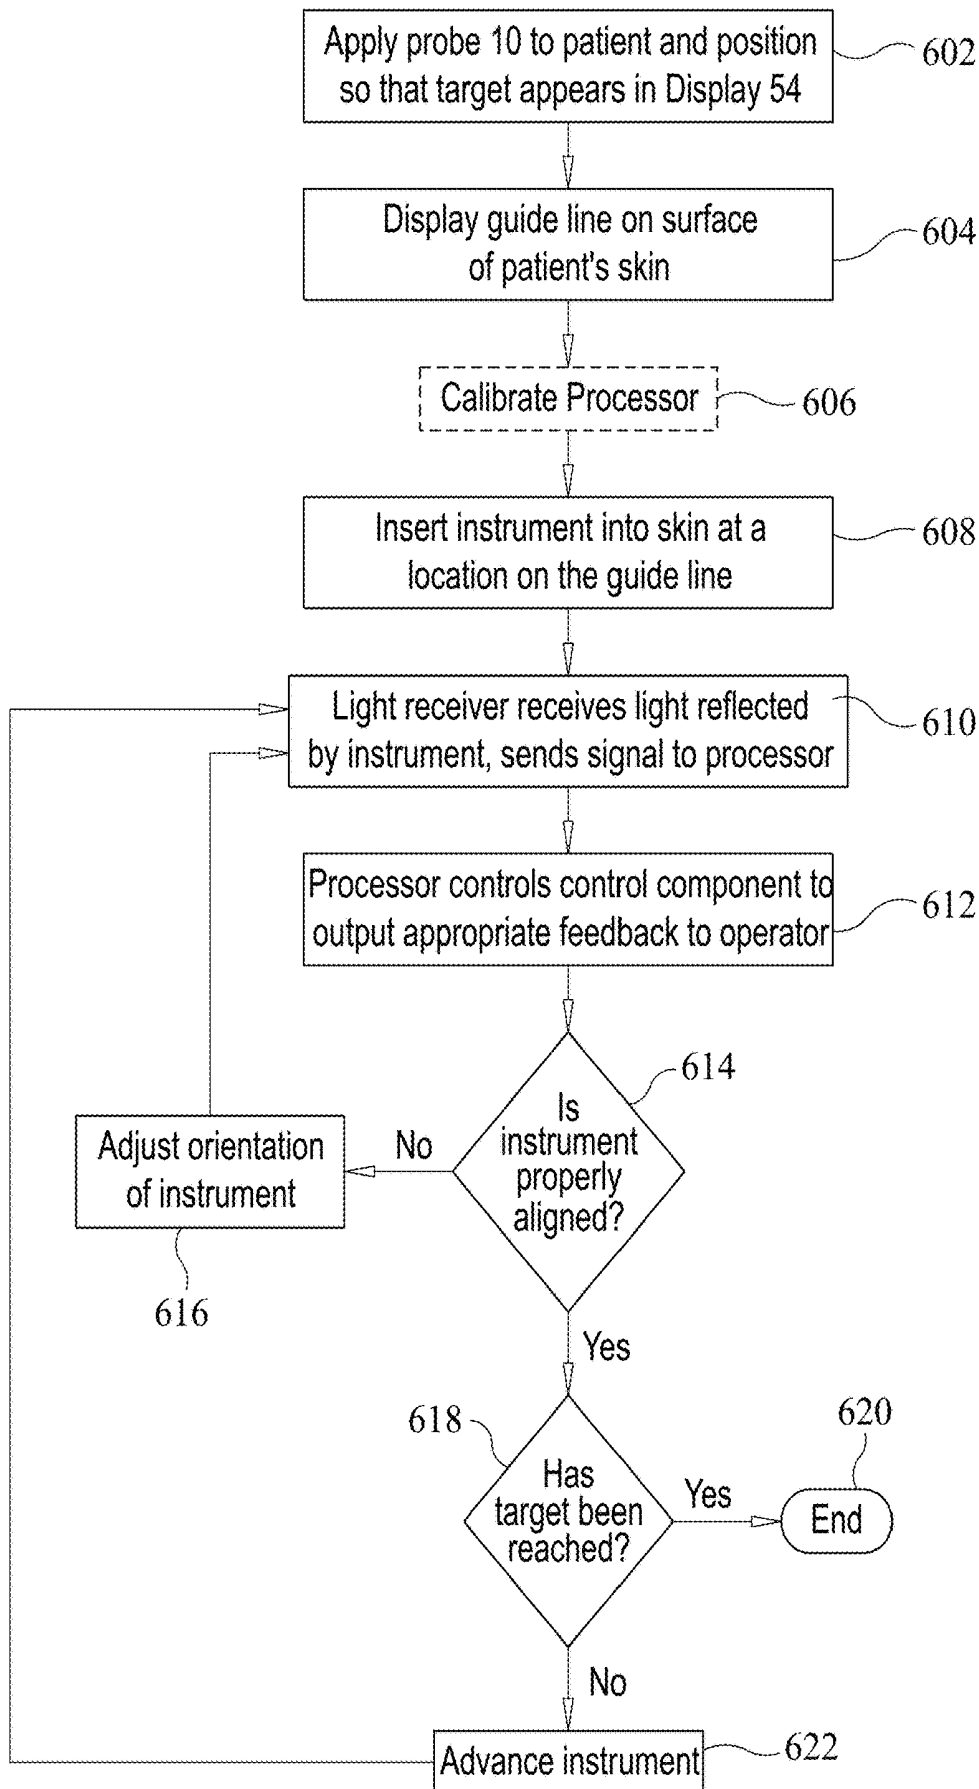 Apply probe 10 to patient and position
so that target appears in Display 54
602
Display guide line on surface
of patient's skin
604
Calibrate Processor
606
Insert instrument into skin at a
location on the guide line
608
Light receiver receives light reflected
by instrument, sends signal to processor
610
Processor controls control component to
output appropriate feedback to operator
612
Is
instrument
properly
aligned?
614
No
Adjust orientation
of instrument
616
Yes
Has
target been
reached?
618
Yes
End
620
No
Advance instrument
622